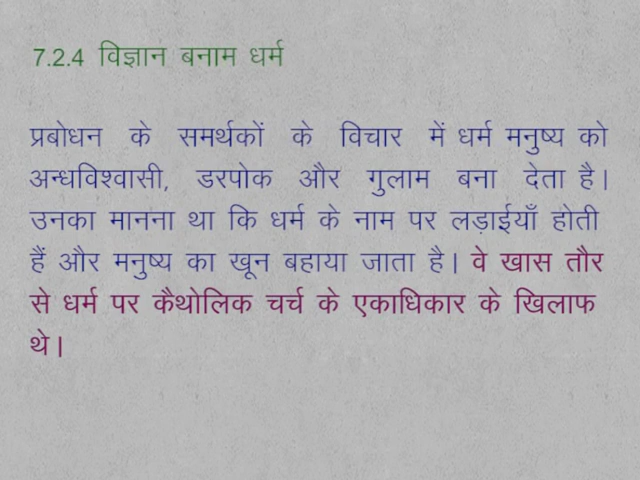 7.2.4 विज्ञान बनाम धर्म
प्रबोधन के समर्थकों के विचार में धर्म मनुष्य को
अन्धविश्वासी, डरपोक और गुलाम बना देता है।
उनका मानना था कि धर्म के नाम पर लड़ाईयाँ होती
हैं और मनुष्य का खून बहाया जाता है। वे खास तौर
से धर्म पर कैथोलिक चर्च के एकाधिकार के खिलाफ
थे।